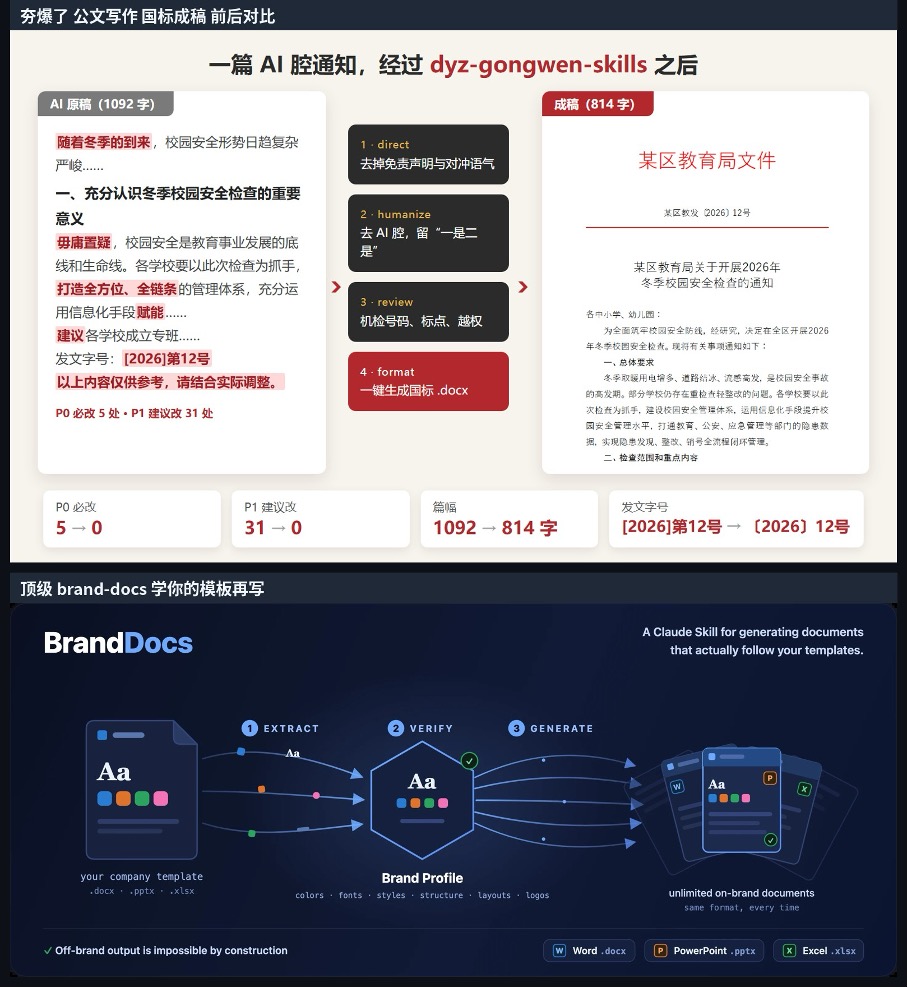 夯爆了 公文写作 国标成稿 前后对比
一篇 AI 腔通知，经过 dyz-gongwen-skills 之后
AI 原稿（1092 字）
随着冬季的到来，校园安全形势日趋复杂
严峻......
一、充分认识冬季校园安全检查的重要
意义
毋庸置疑，校园安全是教育事业发展的底
线和生命线。各学校要以此次检查为抓手，
打造全方位、全链条的管理体系，充分运
用信息化手段赋能......
建议各学校成立专班......
发文字号：[2026]第12号
以上内容仅供参考，请结合实际调整。
P0 必改 5 处 · P1 建议改 31 处
1 · direct
去掉免责声明与对冲语气
2 · humanize
去 AI 腔，留“一是二
是”
3 · review
机检号码、标点、越权
4 · format
一键生成国标 .docx
成稿（814 字）
某区教育局文件
某区教发〔2026〕12号
某区教育局关于开展2026年
冬季校园安全检查的通知
各中小学、幼儿园：
为全面筑牢校园安全防线，经研究，决定在全区开展2026
年冬季校园安全检查。现将有关事项通知如下：
一、总体要求
冬季取暖用电增多、道路结冰、流感高发，是校园安全事故
的高发期。部分学校仍存在重检查轻整改的问题。各学校要以此
次检查为抓手，建设校园安全管理体系，运用信息化手段提升校
园安全管理水平，打通教育、公安、应急管理等部门的隐患数
据，实现隐患发现、整改、销号全流程闭环管理。
二、检查范围和重点内容
P0 必改
5 → 0
P1 建议改
31 → 0
篇幅
1092 → 814 字
发文字号
[2026]第12号 → 〔2026〕12号
顶级 brand-docs 学你的模板再写
BrandDocs
A Claude Skill for generating documents
that actually follow your templates.
1 EXTRACT
2 VERIFY
3 GENERATE
Aa
Aa
Aa
Aa
W
P
X
your company template
.docx · .pptx · .xlsx
Brand Profile
colors · fonts · styles · structure · layouts · logos
unlimited on-brand documents
same format, every time
✓ Off-brand output is impossible by construction
W Word .docx
P PowerPoint .pptx
X Excel .xlsx